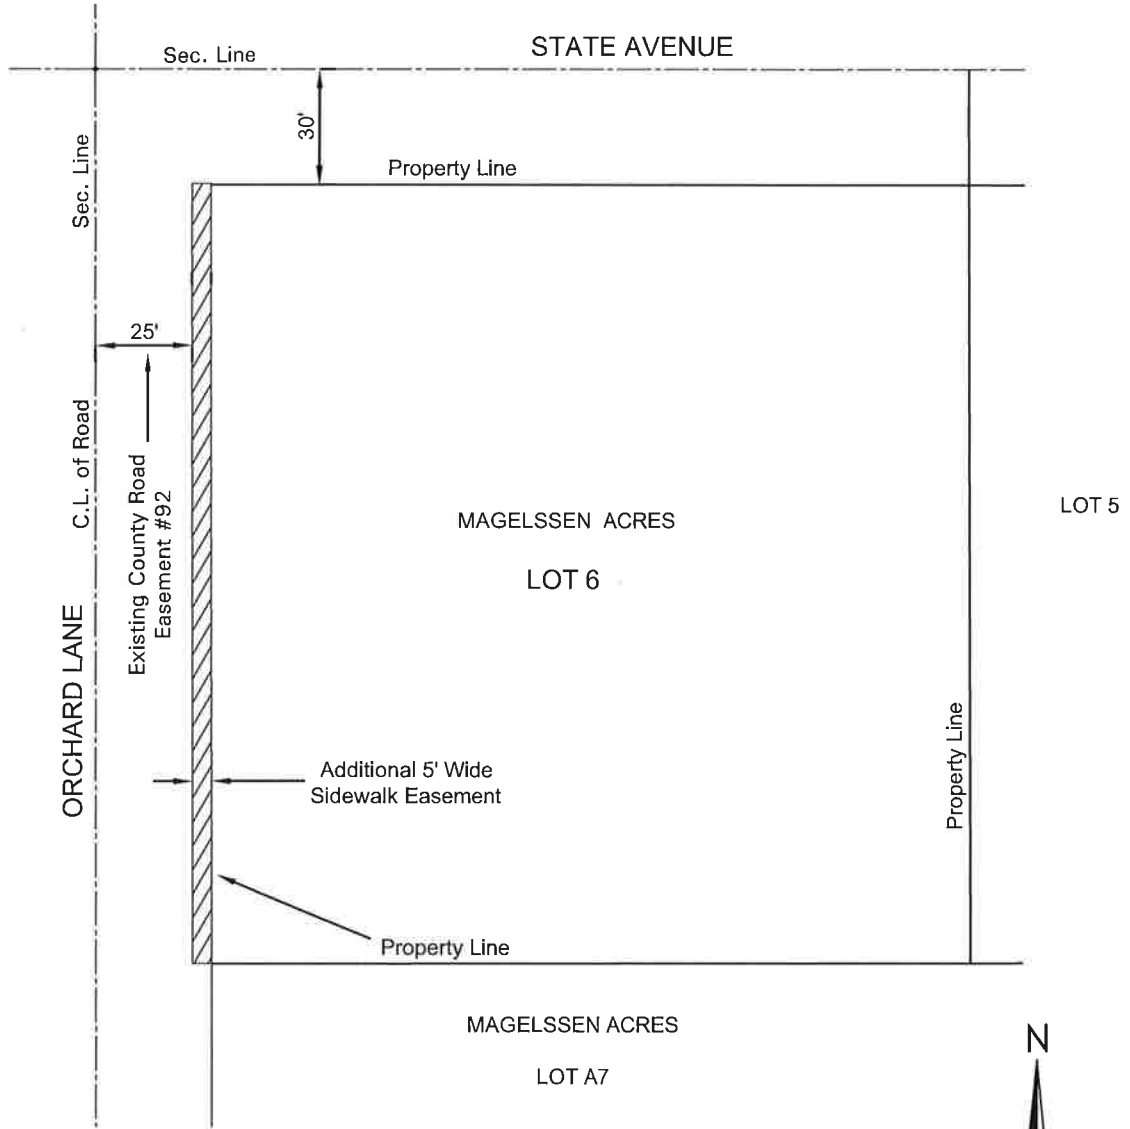 STATE AVENUE
Sec. Line
Sec. Line
30'
Property Line
25'
C.L. of Road
Existing County Road
Easement #92
MAGELSSEN ACRES
LOT 6
LOT 5
ORCHARD LANE
Property Line
Additional 5' Wide
Sidewalk Easement
Property Line
MAGELSSEN ACRES
LOT A7
N